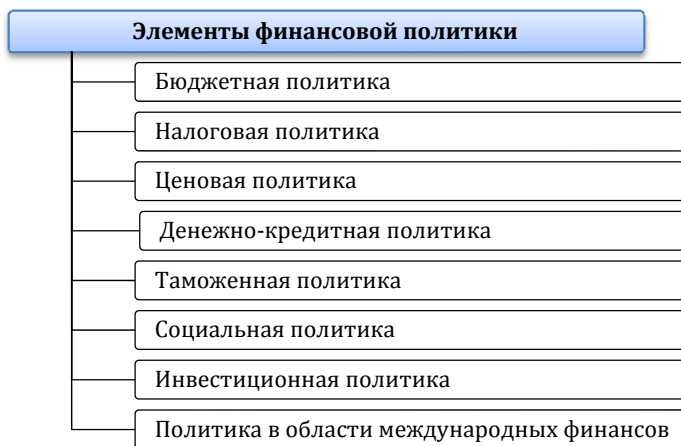 Элементы финансовой политики
Бюджетная политика
Налоговая политика
Ценовая политика
Денежно-кредитная политика
Таможенная политика
Социальная политика
Инвестиционная политика
Политика в области международных финансов